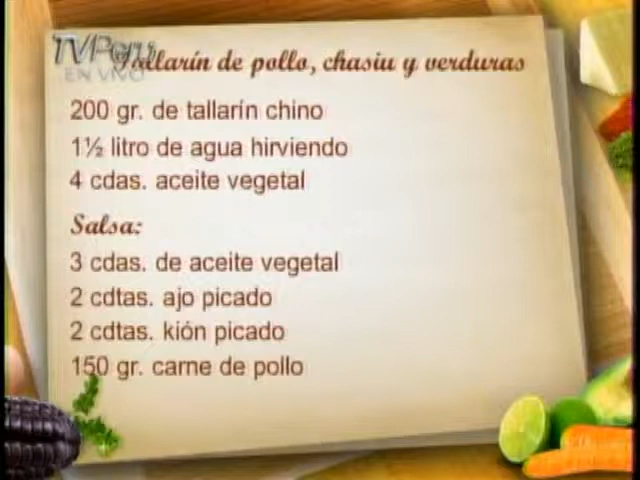 TVPerú
EN VIVO
Tallarín de pollo, chasiu y verduras
200 gr. de tallarín chino
1½ litro de agua hirviendo
4 cdas. aceite vegetal
Salsa:
3 cdas. de aceite vegetal
2 cdtas. ajo picado
2 cdtas. kión picado
150 gr. carne de pollo